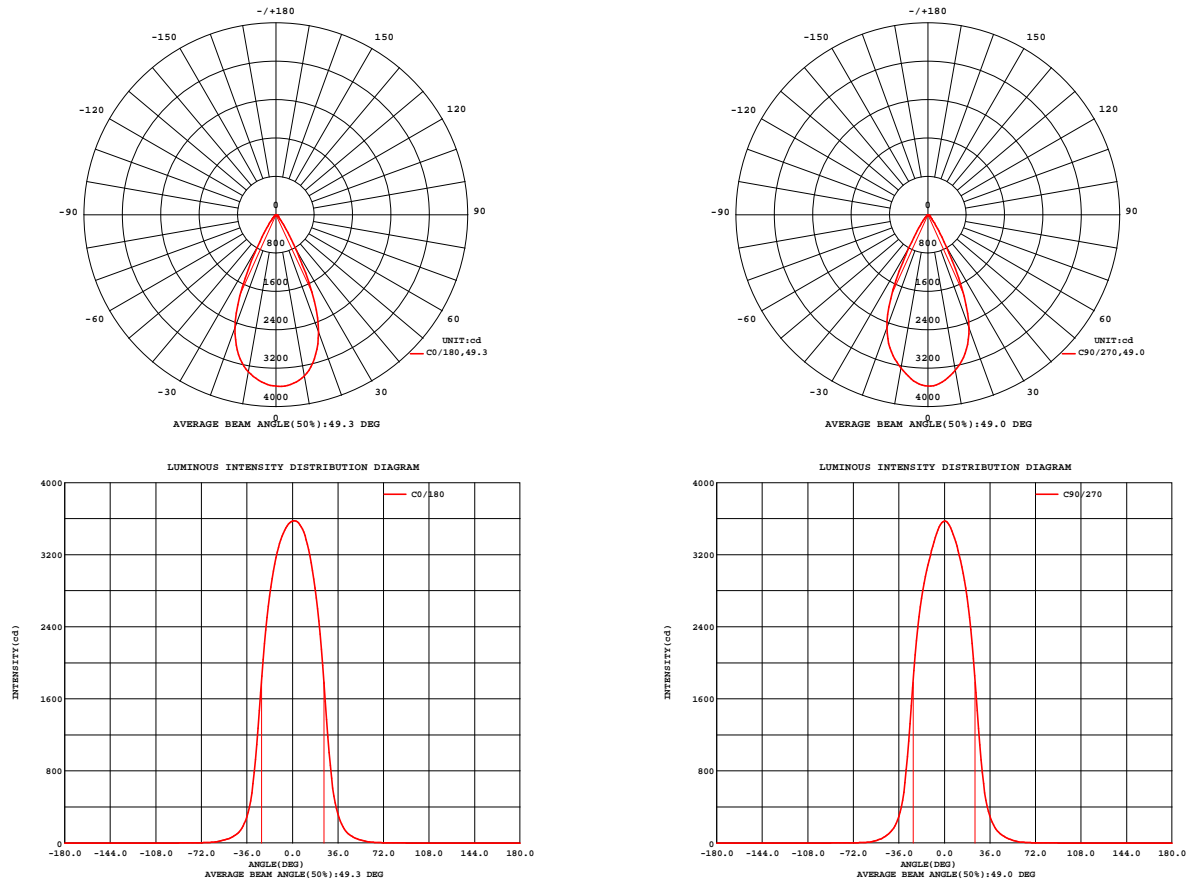 -/+180
-150 150
-120 120
-90 90
-60 60
-30 30
0
0
800
1600
2400
3200
4000
UNIT:cd
C0/180,49.3
AVERAGE BEAM ANGLE(50%):49.3 DEG
-/+180
-150 150
-120 120
-90 90
-60 60
-30 30
0
0
800
1600
2400
3200
4000
UNIT:cd
C90/270,49.0
AVERAGE BEAM ANGLE(50%):49.0 DEG
LUMINOUS INTENSITY DISTRIBUTION DIAGRAM
C0/180
4000
3200
2400
1600
800
0
INTENSITY(cd)
-180.0 -144.0 -108.0 -72.0 -36.0 0.0 36.0 72.0 108.0 144.0 180.0
ANGLE(DEG)
AVERAGE BEAM ANGLE(50%):49.3 DEG
LUMINOUS INTENSITY DISTRIBUTION DIAGRAM
C90/270
4000
3200
2400
1600
800
0
INTENSITY(cd)
-180.0 -144.0 -108.0 -72.0 -36.0 0.0 36.0 72.0 108.0 144.0 180.0
ANGLE(DEG)
AVERAGE BEAM ANGLE(50%):49.0 DEG